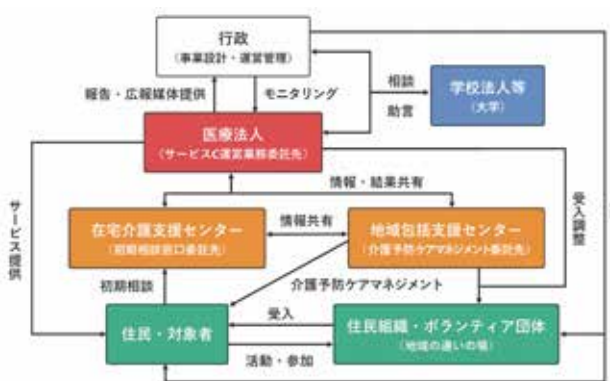 行政
(事業設計・運営管理)
報告・広報媒体提供
モニタリング
相談
助言
学校法人等
(大学)
医療法人
(サービスC運営業務委託先)
情報・結果共有
サービス提供
受入調整
在宅介護支援センター
(初期相談窓口委託先)
情報共有
地域包括支援センター
(介護予防ケアマネジメント委託先)
初期相談
介護予防ケアマネジメント
住民・対象者
受入
活動・参加
住民組織・ボランティア団体
(地域の通いの場)